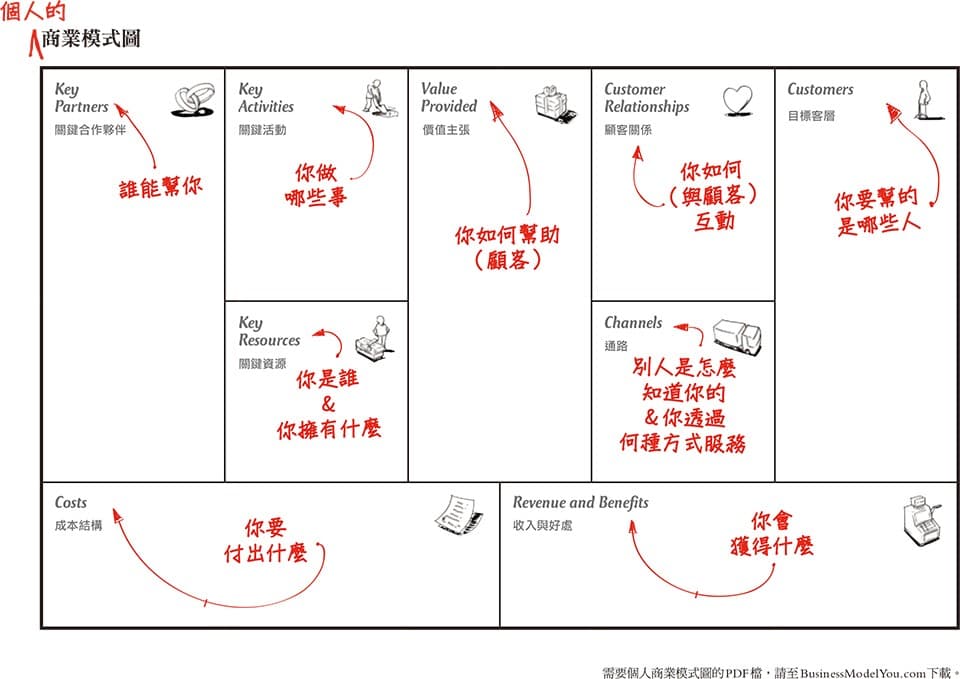 個人的
商業模式圖
Key
Partners
關鍵合作夥伴
誰能幫你
Key
Activities
關鍵活動
你做
哪些事
Key
Resources
關鍵資源
你是誰
&
你擁有什麼
Value
Provided
價值主張
你如何幫助
(顧客)
Customer
Relationships
顧客關係
你如何
(與顧客)
互動
Channels
通路
別人是怎麼
知道你的
&你透過
何種方式服務
Customers
目標客層
你要幫的
是哪些人
Costs
成本結構
你要
付出什麼
Revenue and Benefits
收入與好處
你會
獲得什麼
需要個人商業模式圖的PDF檔，請至BusinessModelYou.com下載。